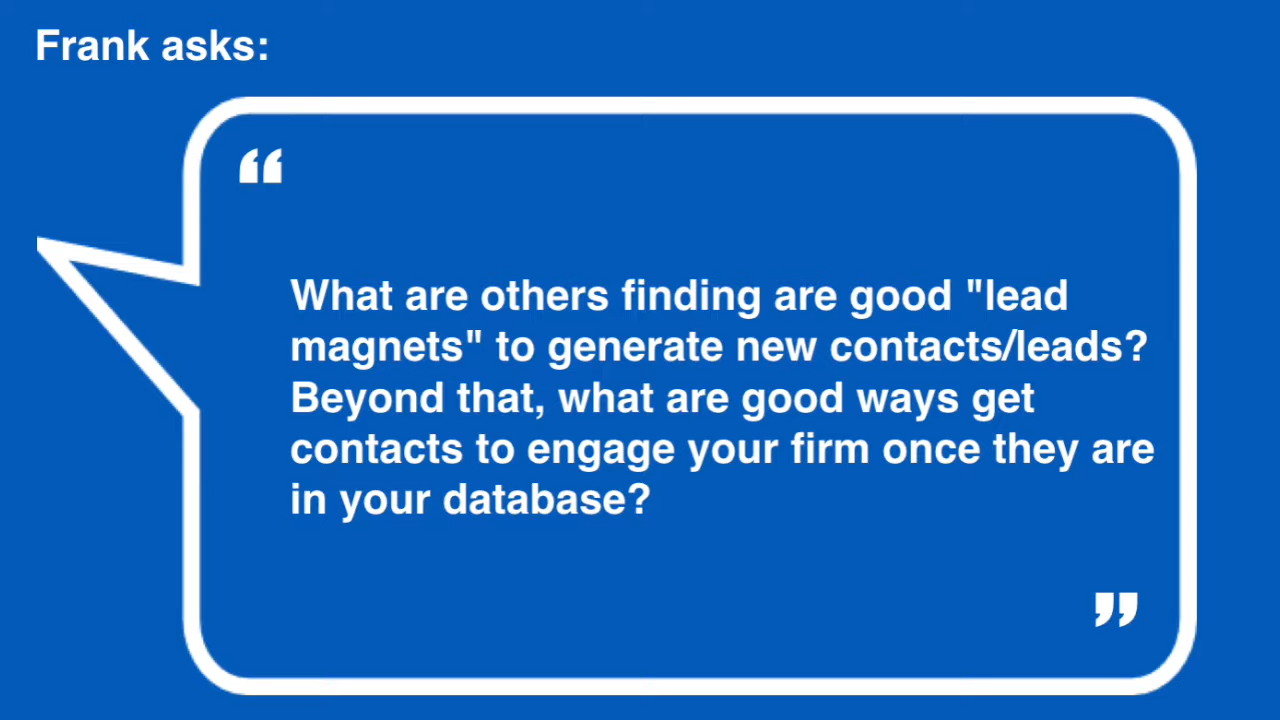 Frank asks:
“
What are others finding are good "lead
magnets" to generate new contacts/leads?
Beyond that, what are good ways get
contacts to engage your firm once they are
in your database?
”